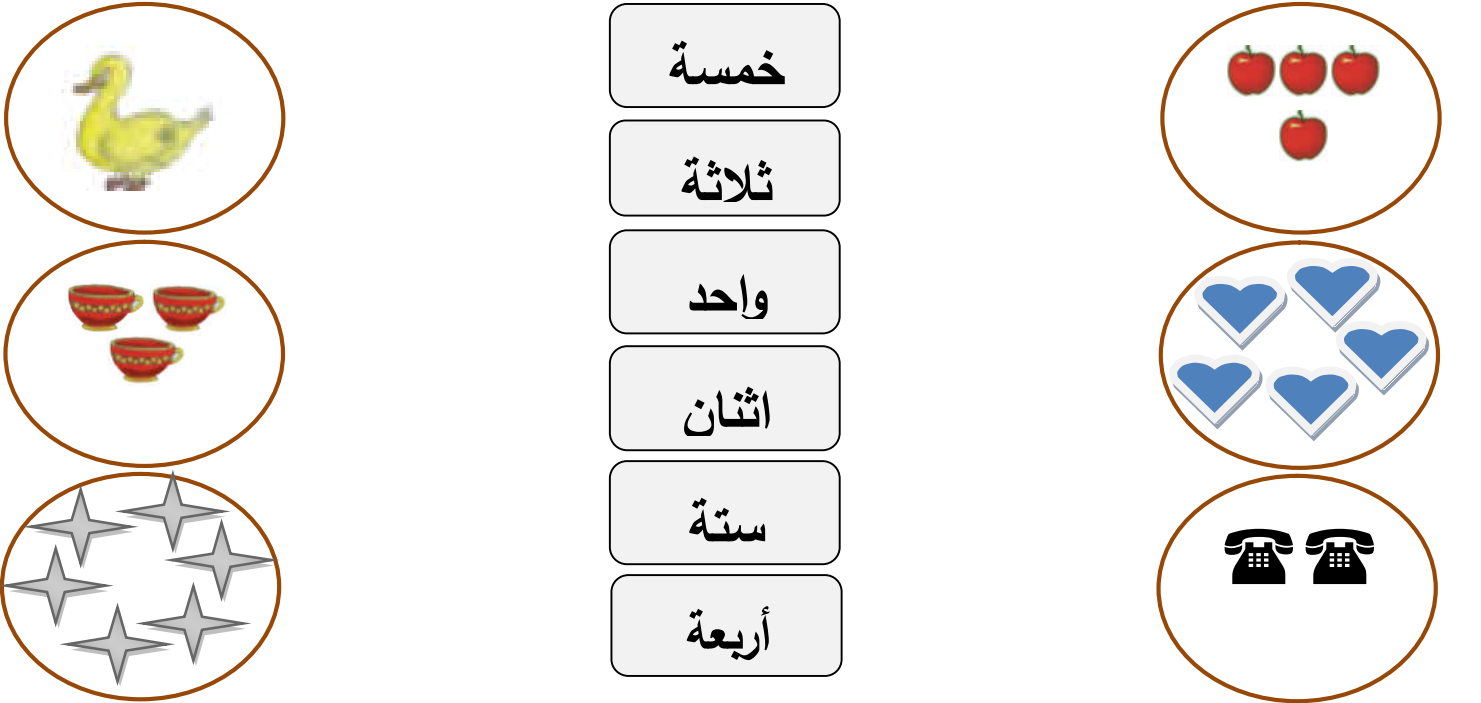 خمسة
ثلاثة
واحد
اثنان
ستة
أربعة